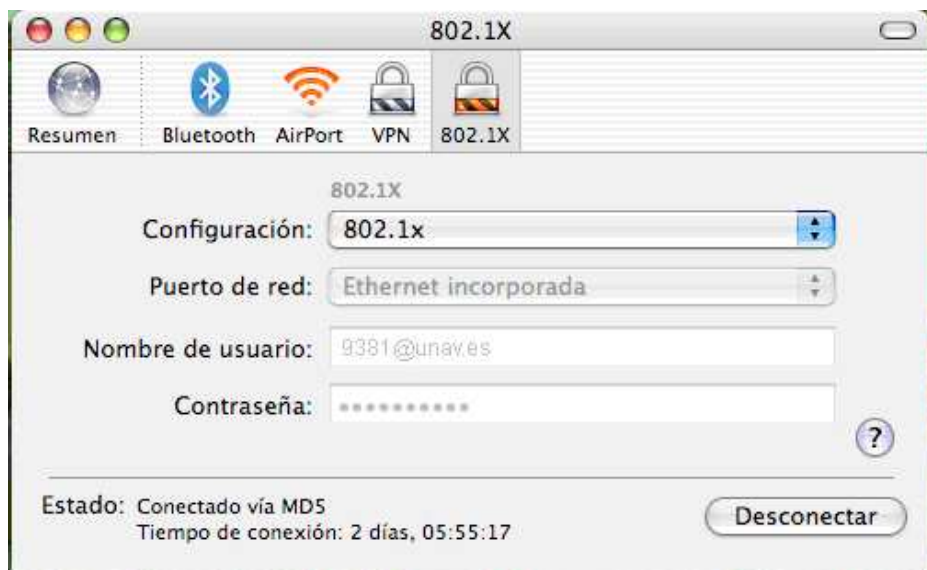 802.1X
Resumen Bluetooth AirPort VPN 802.1X
802.1X
Configuración: 802.1x
Puerto de red: Ethernet incorporada
Nombre de usuario: 9381@unav.es
Contraseña: ••••••••••
?
Estado: Conectado vía MD5
Tiempo de conexión: 2 días, 05:55:17
Desconectar